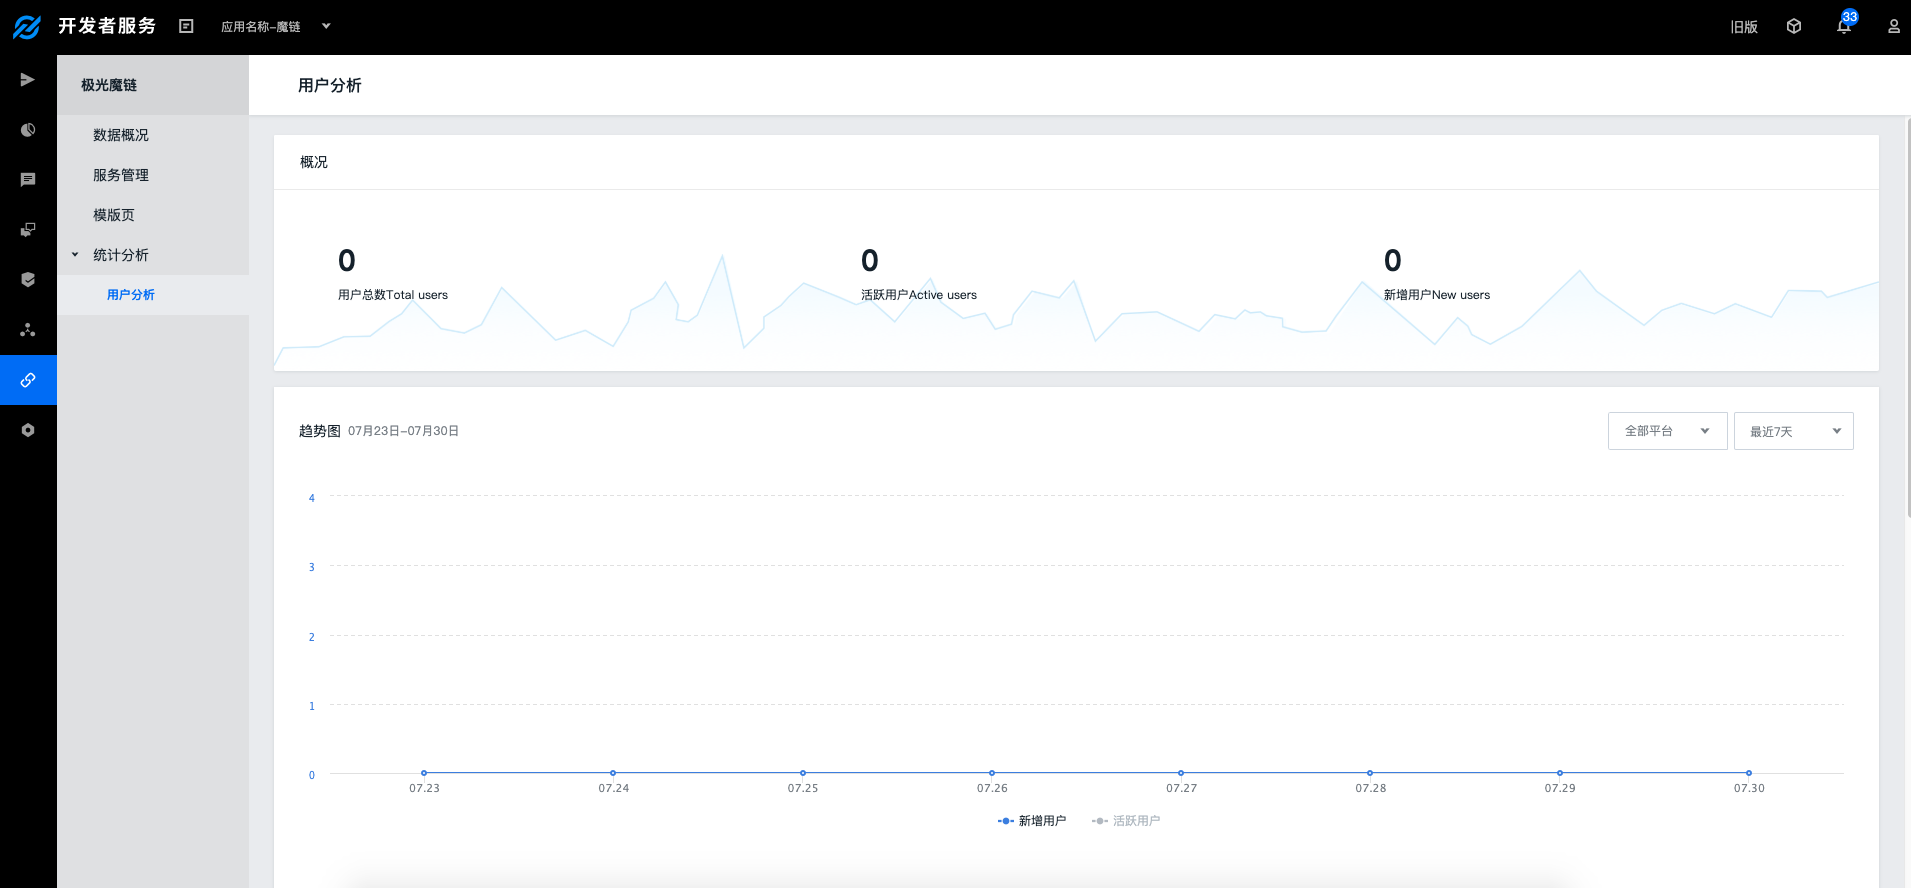 开发者服务
应用名称-魔链
旧版
33
极光魔链
数据概况
服务管理
模版页
统计分析
用户分析
用户分析
概况
0
用户总数Total users
0
活跃用户Active users
0
新增用户New users
趋势图 07月23日-07月30日
全部平台
最近7天
4
3
2
1
0
07.23 07.24 07.25 07.26 07.27 07.28 07.29 07.30
新增用户 活跃用户